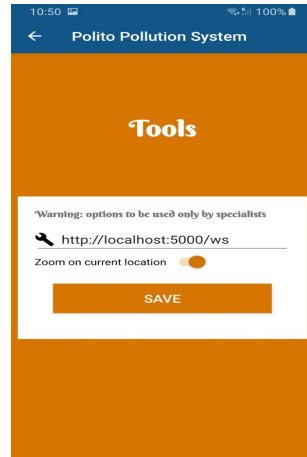 10:50 100%
Polito Pollution System
Tools
Warning: options to be used only by specialists
http://localhost:5000/ws
Zoom on current location
SAVE